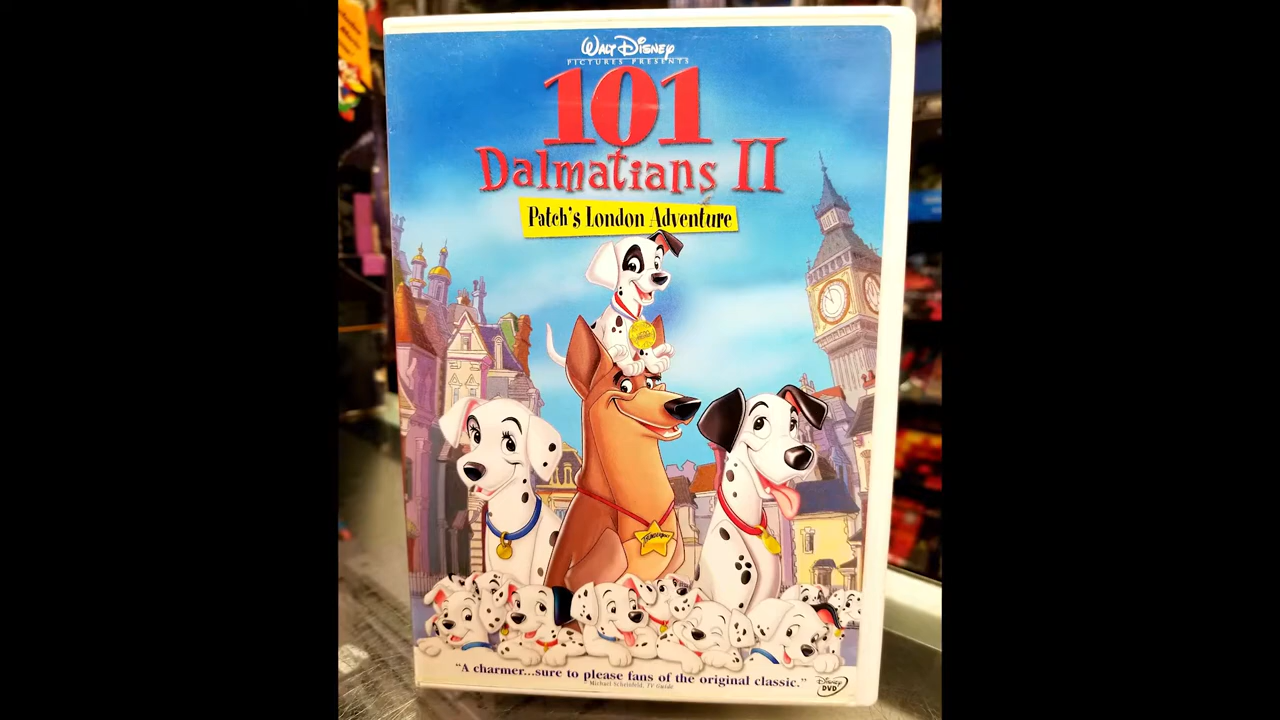 WALT DISNEY
PICTURES PRESENTS
101
Dalmatians II
Patch's London Adventure
"A charmer...sure to please fans of the original classic."
Michael Scheinfeld, TV Guide
Disney
DVD